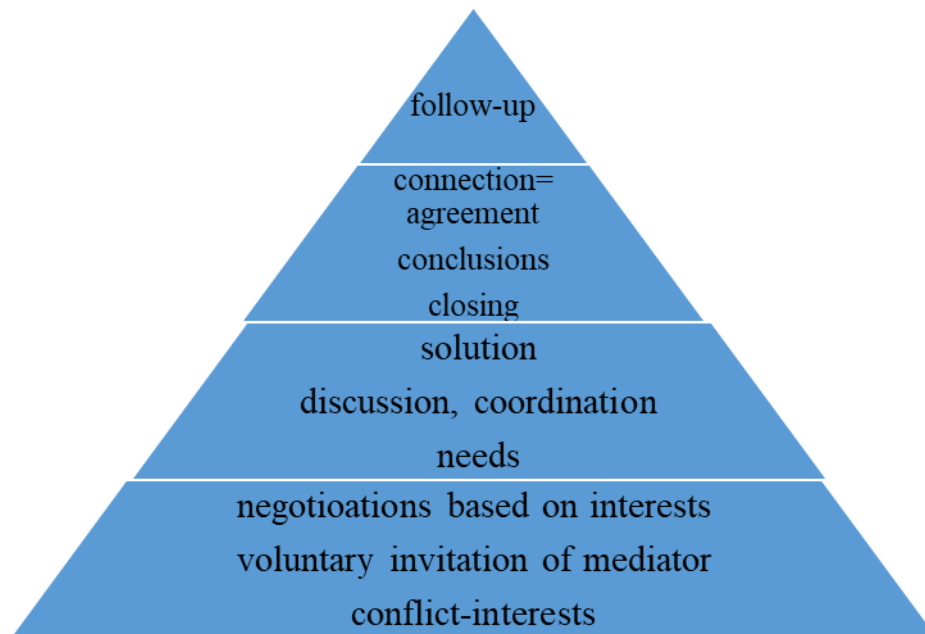 follow-up
connection=
agreement
conclusions
closing
solution
discussion, coordination
needs
negotioations based on interests
voluntary invitation of mediator
conflict-interests